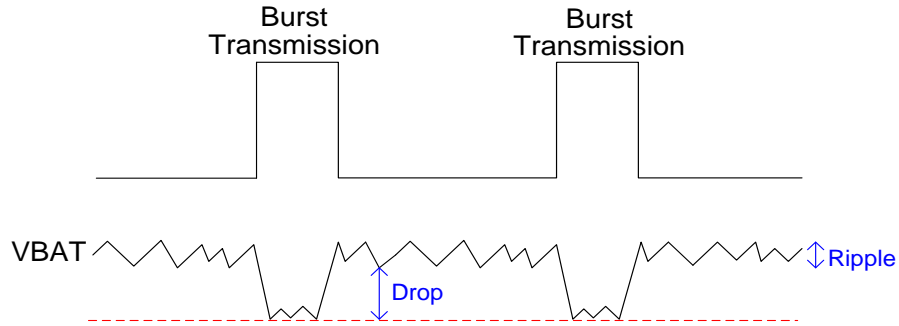 Burst
Transmission
Burst
Transmission
VBAT
Ripple
Drop